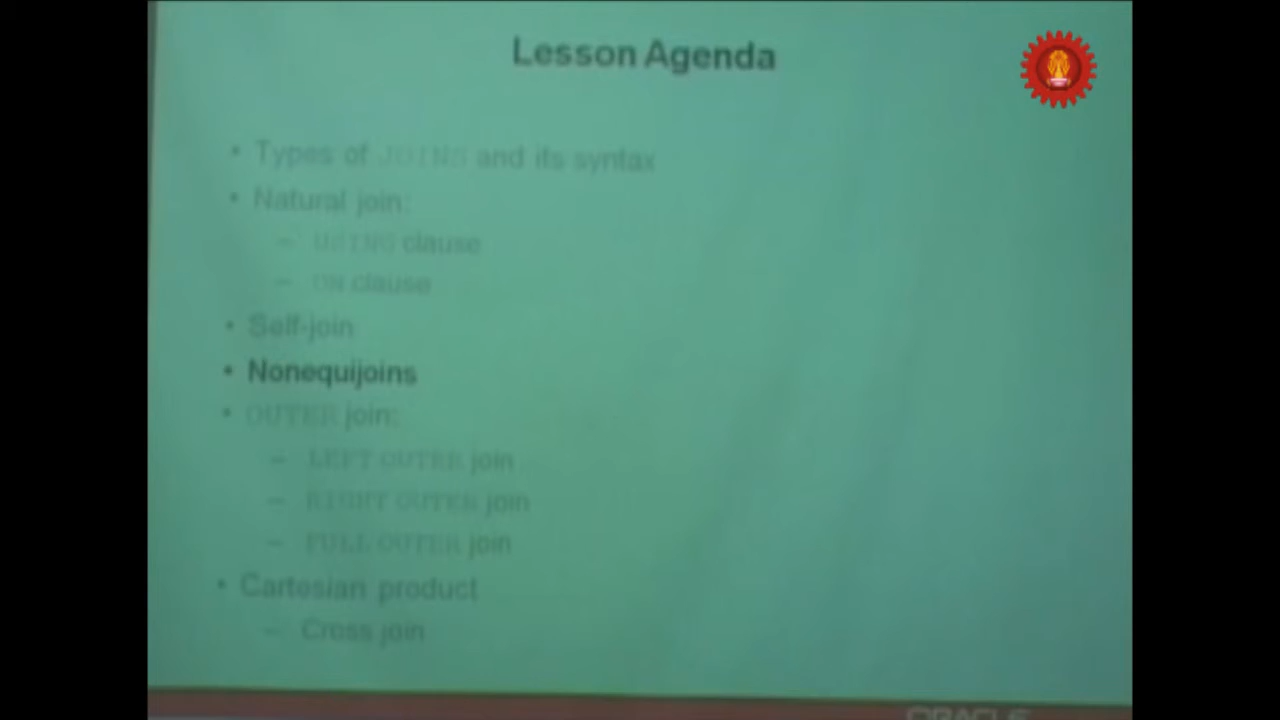 Lesson Agenda
• Types of JOINS and its syntax
• Natural join:
– USING clause
– ON clause
• Self-join
• Nonequijoins
• OUTER join:
– LEFT OUTER join
– RIGHT OUTER join
– FULL OUTER join
• Cartesian product
– Cross join
ORACLE